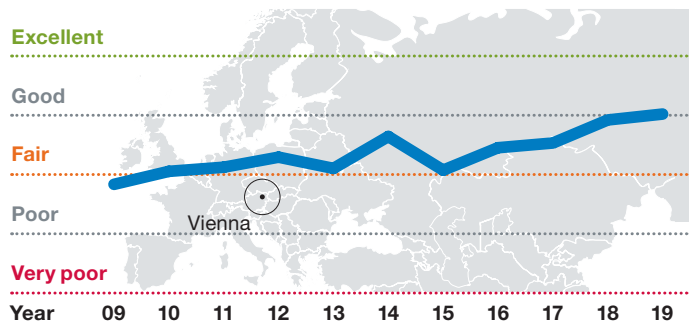 Excellent
Good
Fair
Poor
Vienna
Very poor
Year 09 10 11 12 13 14 15 16 17 18 19